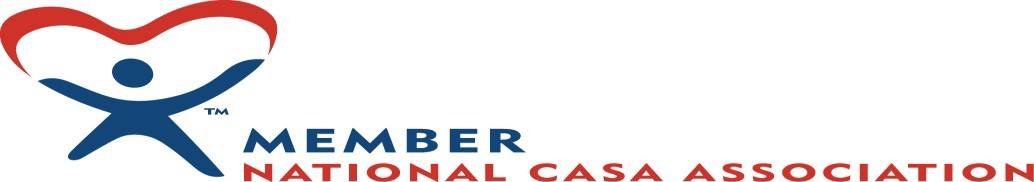 TM
MEMBER
NATIONAL CASA ASSOCIATION